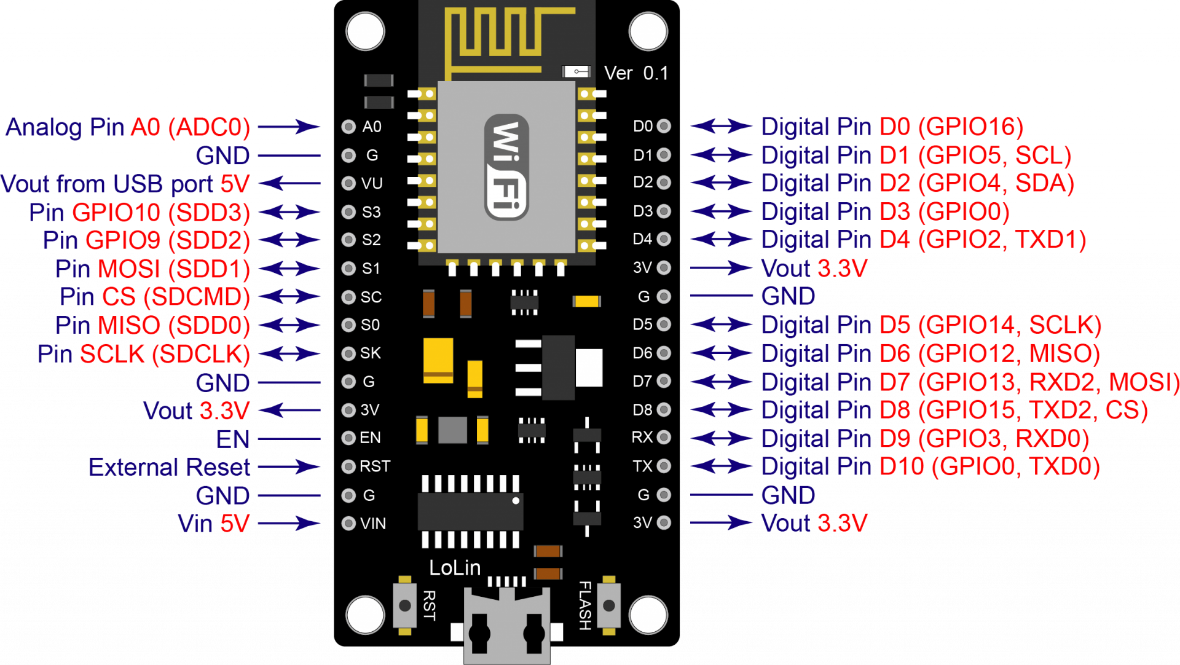 Ver 0.1
WiFi
Analog Pin A0 (ADC0)
GND
Vout from USB port 5V
Pin GPIO10 (SDD3)
Pin GPIO9 (SDD2)
Pin MOSI (SDD1)
Pin CS (SDCMD)
Pin MISO (SDD0)
Pin SCLK (SDCLK)
GND
Vout 3.3V
EN
External Reset
GND
Vin 5V
A0
G
VU
S3
S2
S1
SC
S0
SK
G
3V
EN
RST
G
VIN
D0
D1
D2
D3
D4
3V
G
D5
D6
D7
D8
RX
TX
G
3V
Digital Pin D0 (GPIO16)
Digital Pin D1 (GPIO5, SCL)
Digital Pin D2 (GPIO4, SDA)
Digital Pin D3 (GPIO0)
Digital Pin D4 (GPIO2, TXD1)
Vout 3.3V
GND
Digital Pin D5 (GPIO14, SCLK)
Digital Pin D6 (GPIO12, MISO)
Digital Pin D7 (GPIO13, RXD2, MOSI)
Digital Pin D8 (GPIO15, TXD2, CS)
Digital Pin D9 (GPIO3, RXD0)
Digital Pin D10 (GPIO0, TXD0)
GND
Vout 3.3V
LoLin
RST
FLASH